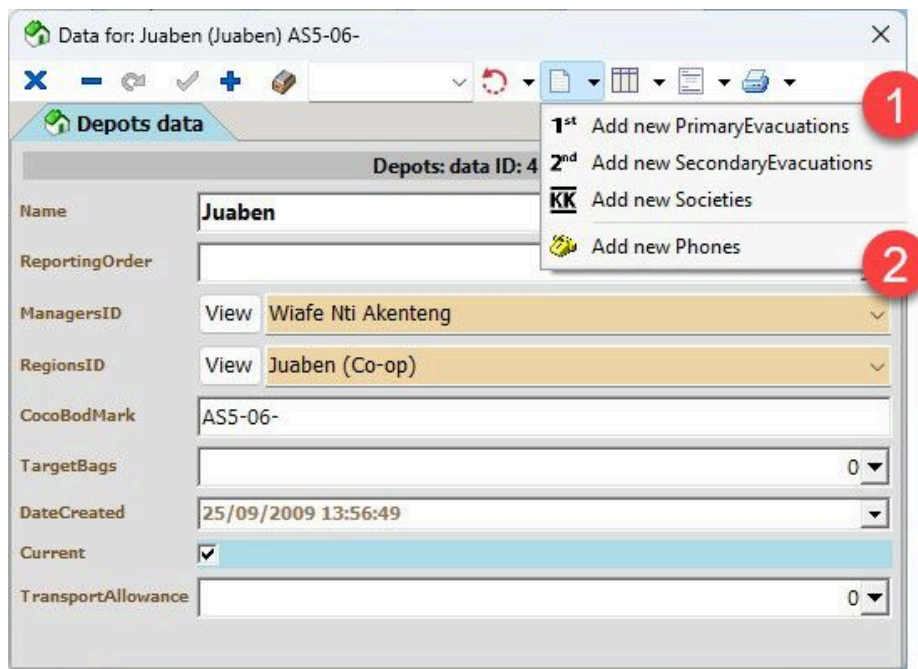 Data for: Juaben (Juaben) AS5-06-
Depots data
1st Add new PrimaryEvacuations
1
2nd Add new SecondaryEvacuations
KK Add new Societies
Add new Phones
2
Depots: data ID: 4
Name Juaben
ReportingOrder
ManagersID View Wiafe Nti Akenteng
RegionsID View Juaben (Co-op)
CocoBodMark AS5-06-
TargetBags 0
DateCreated 25/09/2009 13:56:49
Current
TransportAllowance 0